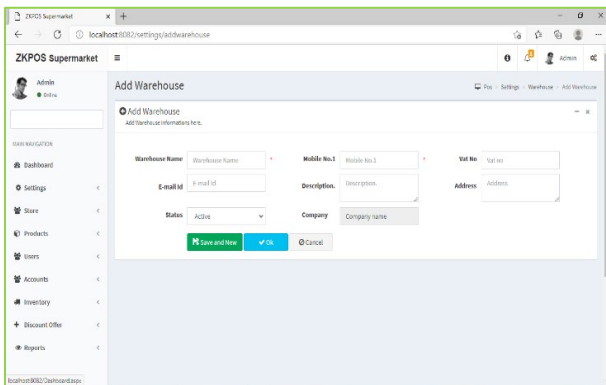 ZKPOS Supermarket
localhost:8082/settings/addwarehouse
ZKPOS Supermarket
Admin
Admin
Online
Add Warehouse
Pos - Settings - Warehouse - Add Warehouse
Add Warehouse
Add Warehouse Informations here.
MAIN NAVIGATION
Dashboard
Settings
Store
Products
Users
Accounts
Inventory
Discount Offer
Reports
Warehouse Name Warehouse Name * Mobile No.1 Mobile No.1 * Vat No Vat no
E-mail Id E-mail Id Description. Description. Address Address
Status Active Company Company name
Save and New Ok Cancel
localhost:8082/Dashboard.aspx